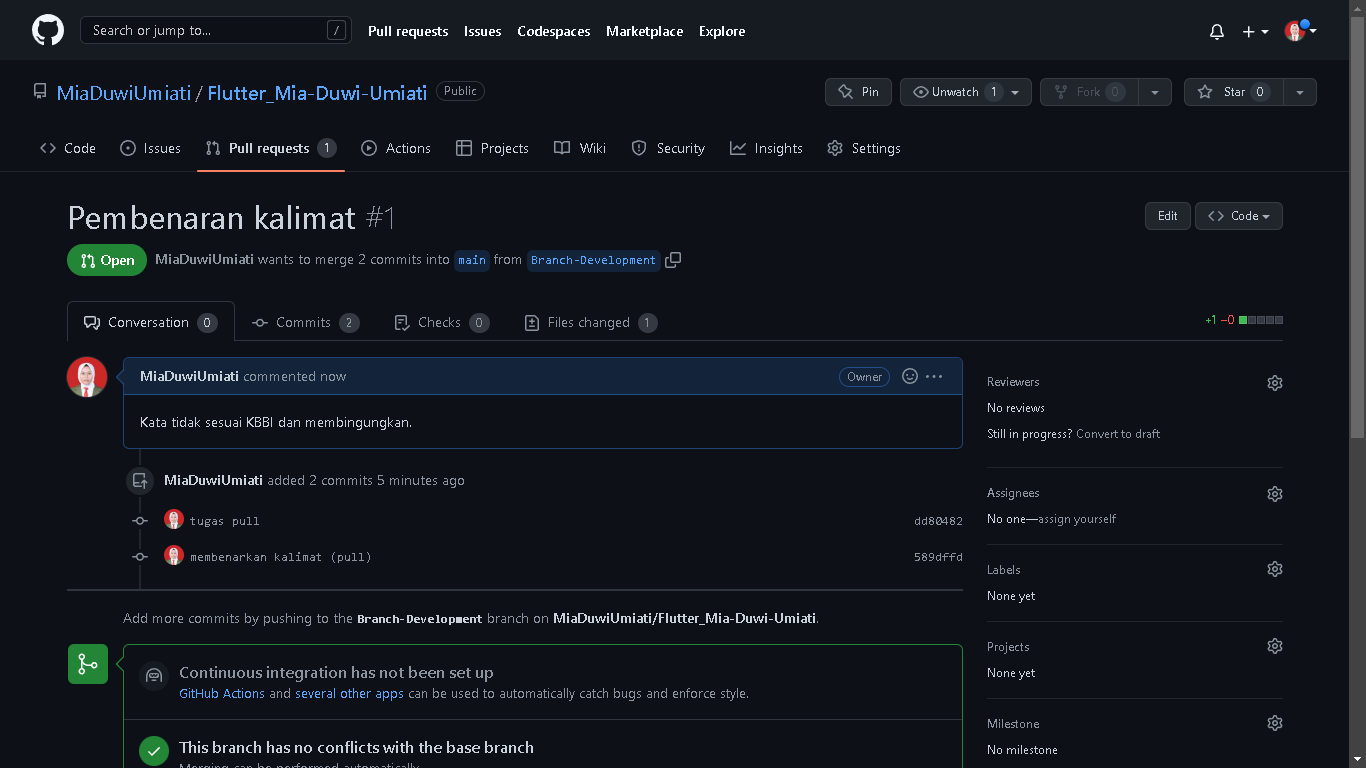 Search or jump to... /
Pull requests Issues Codespaces Marketplace Explore
MiaDuwiUmiati / Flutter_Mia-Duwi-Umiati Public
Pin Unwatch 1 Fork 0 Star 0
Code Issues Pull requests 1 Actions Projects Wiki Security Insights Settings
Pembenaran kalimat #1
Edit Code
Open MiaDuwiUmiati wants to merge 2 commits into main from Branch-Development
Conversation 0 Commits 2 Checks 0 Files changed 1 +1 −0
MiaDuwiUmiati commented now Owner
Kata tidak sesuai KBBI dan membingungkan.
MiaDuwiUmiati added 2 commits 5 minutes ago
tugas pull dd80482
membenarkan kalimat (pull) 589dffd
Add more commits by pushing to the Branch-Development branch on MiaDuwiUmiati/Flutter_Mia-Duwi-Umiati.
Continuous integration has not been set up
GitHub Actions and several other apps can be used to automatically catch bugs and enforce style.
This branch has no conflicts with the base branch
Merging can be performed automatically.
Reviewers
No reviews
Still in progress? Convert to draft
Assignees
No one—assign yourself
Labels
None yet
Projects
None yet
Milestone
No milestone